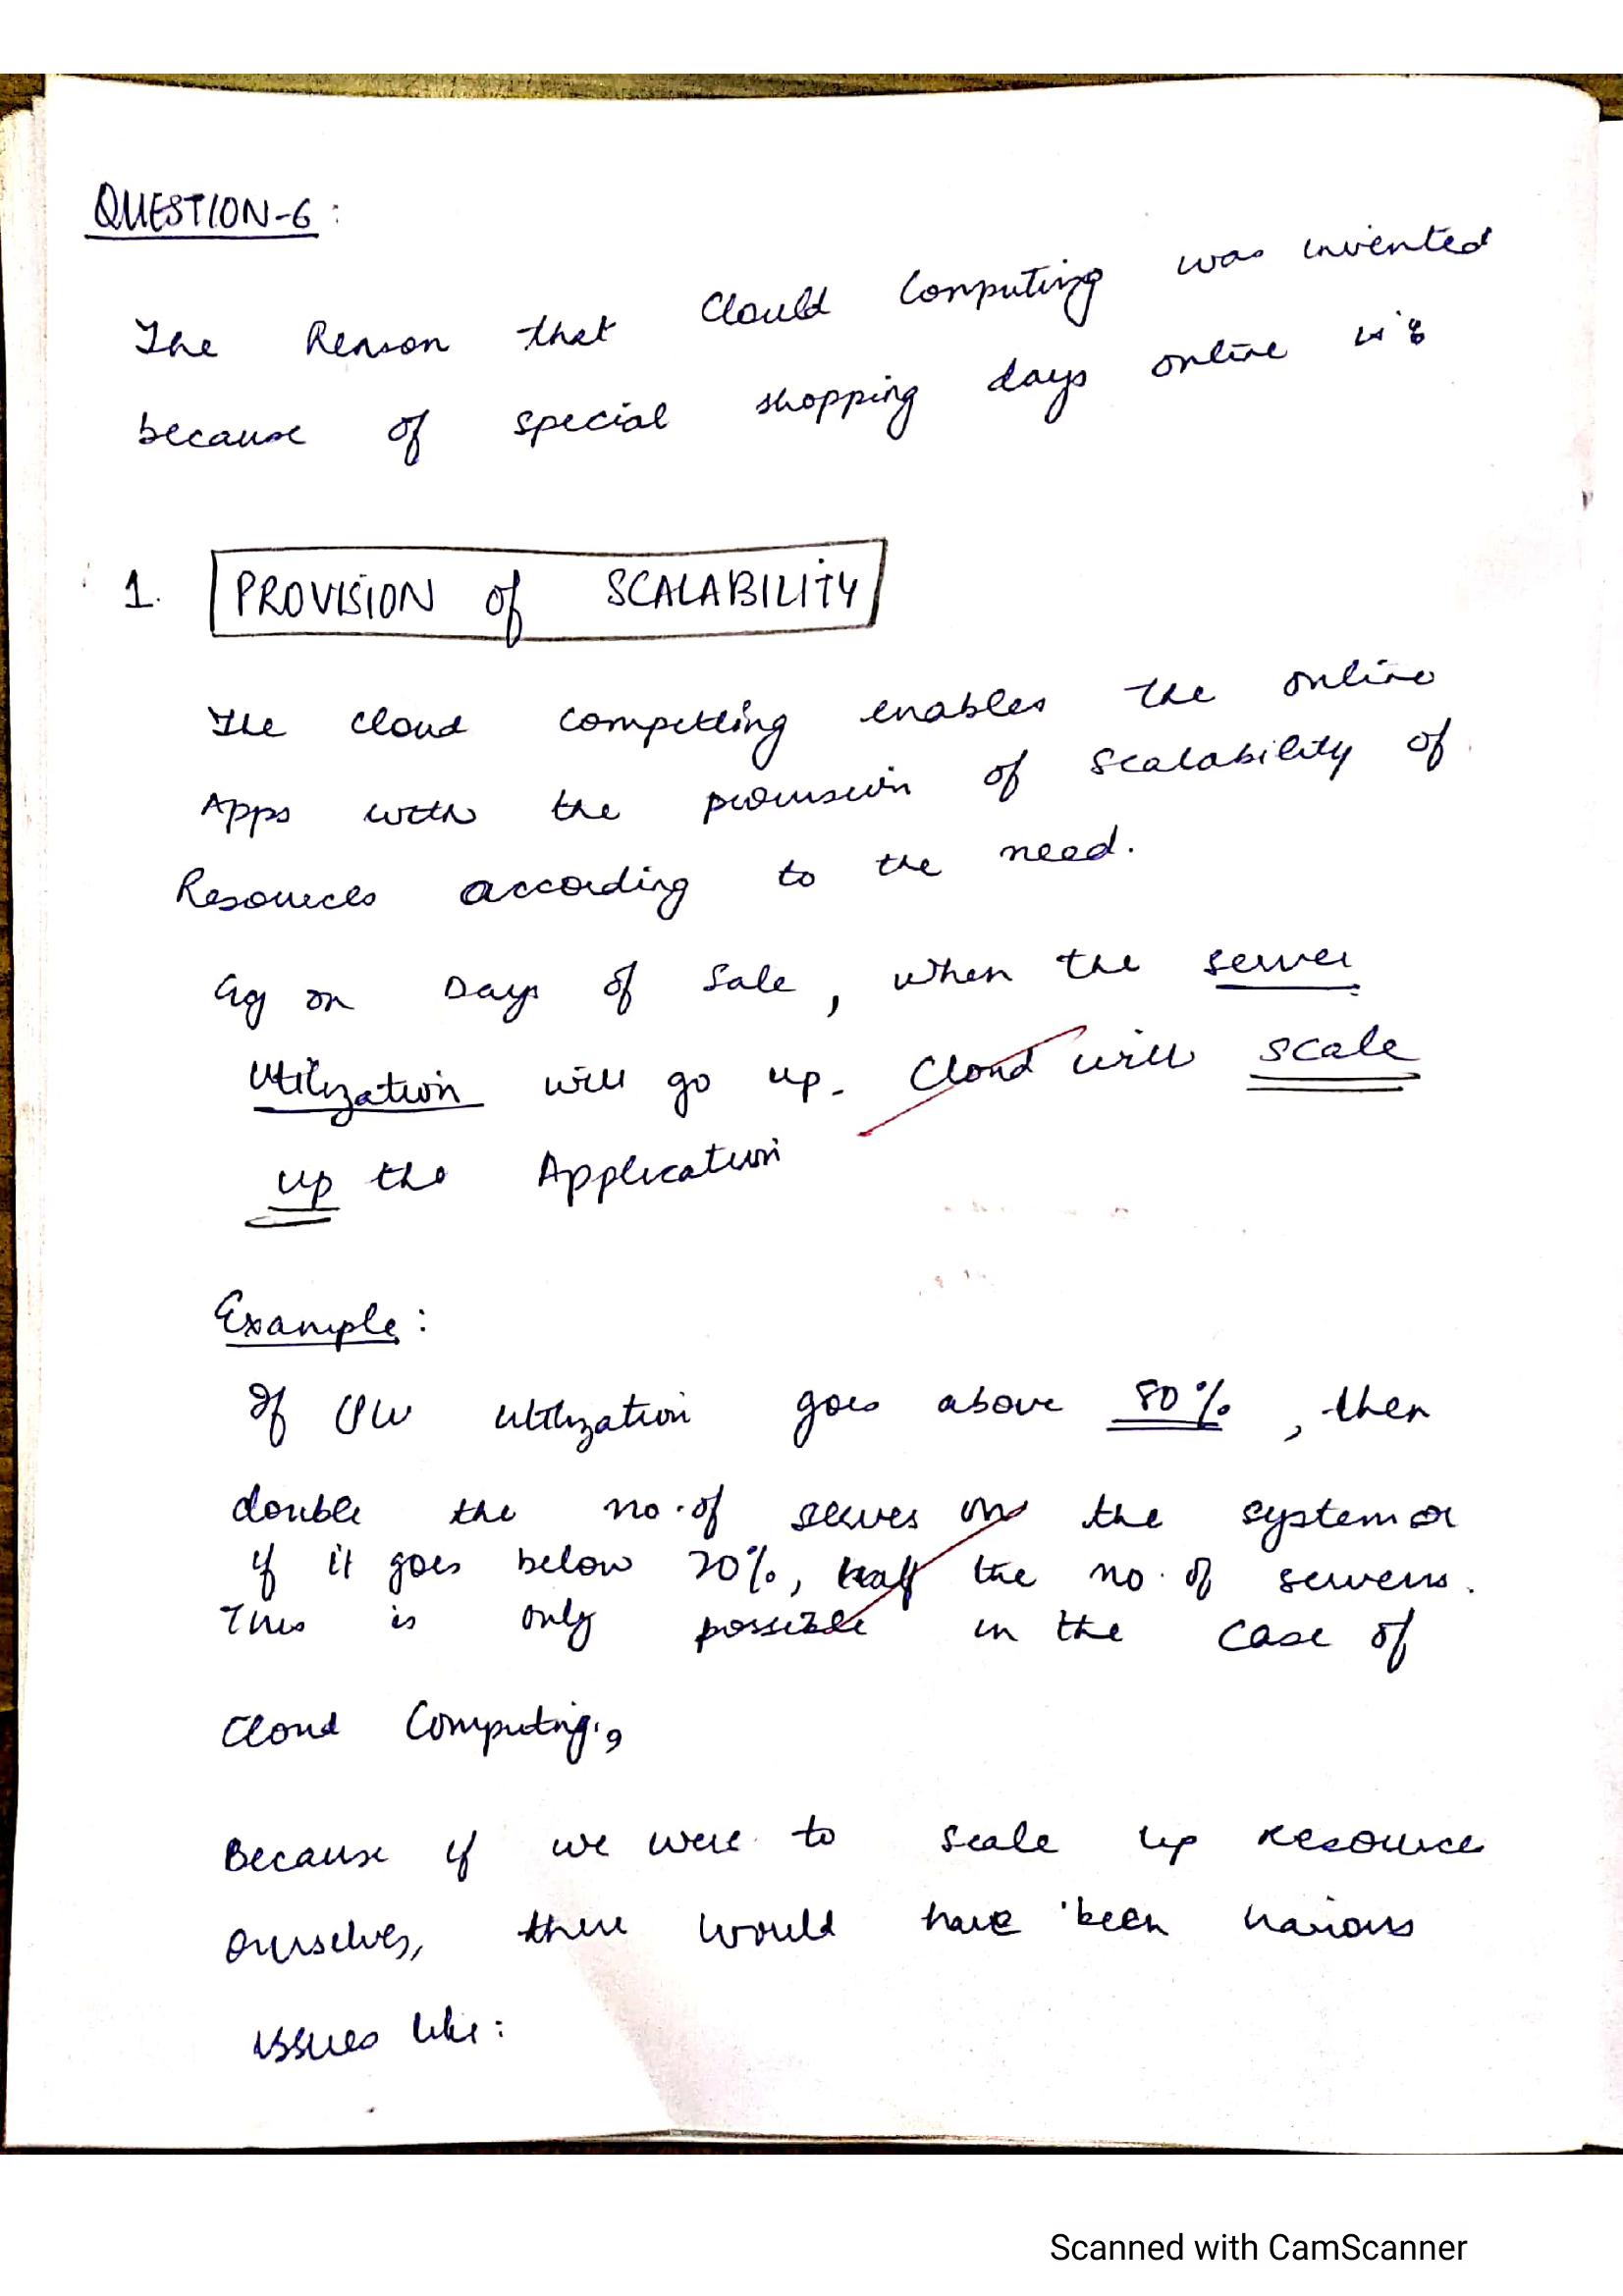 QUESTION-6:
The Reason that Clould Computing was invented
because of special shopping days online is
1. PROVISION of SCALABILITY
The cloud computing enables the online
Apps with the provision of scalability of
Resources according to the need.
Eg on Days of Sale, when the server
Utilization will go up. Cloud will scale
up the Application
Example:
If CPU Utilization goes above 80%, then
double the no. of serves on the system or
if it goes below 20%, half the no. of servers.
This is only possible in the case of
Cloud Computing,
Because if we were to scale up resource
ourselves, there would have been various
issues like:
Scanned with CamScanner